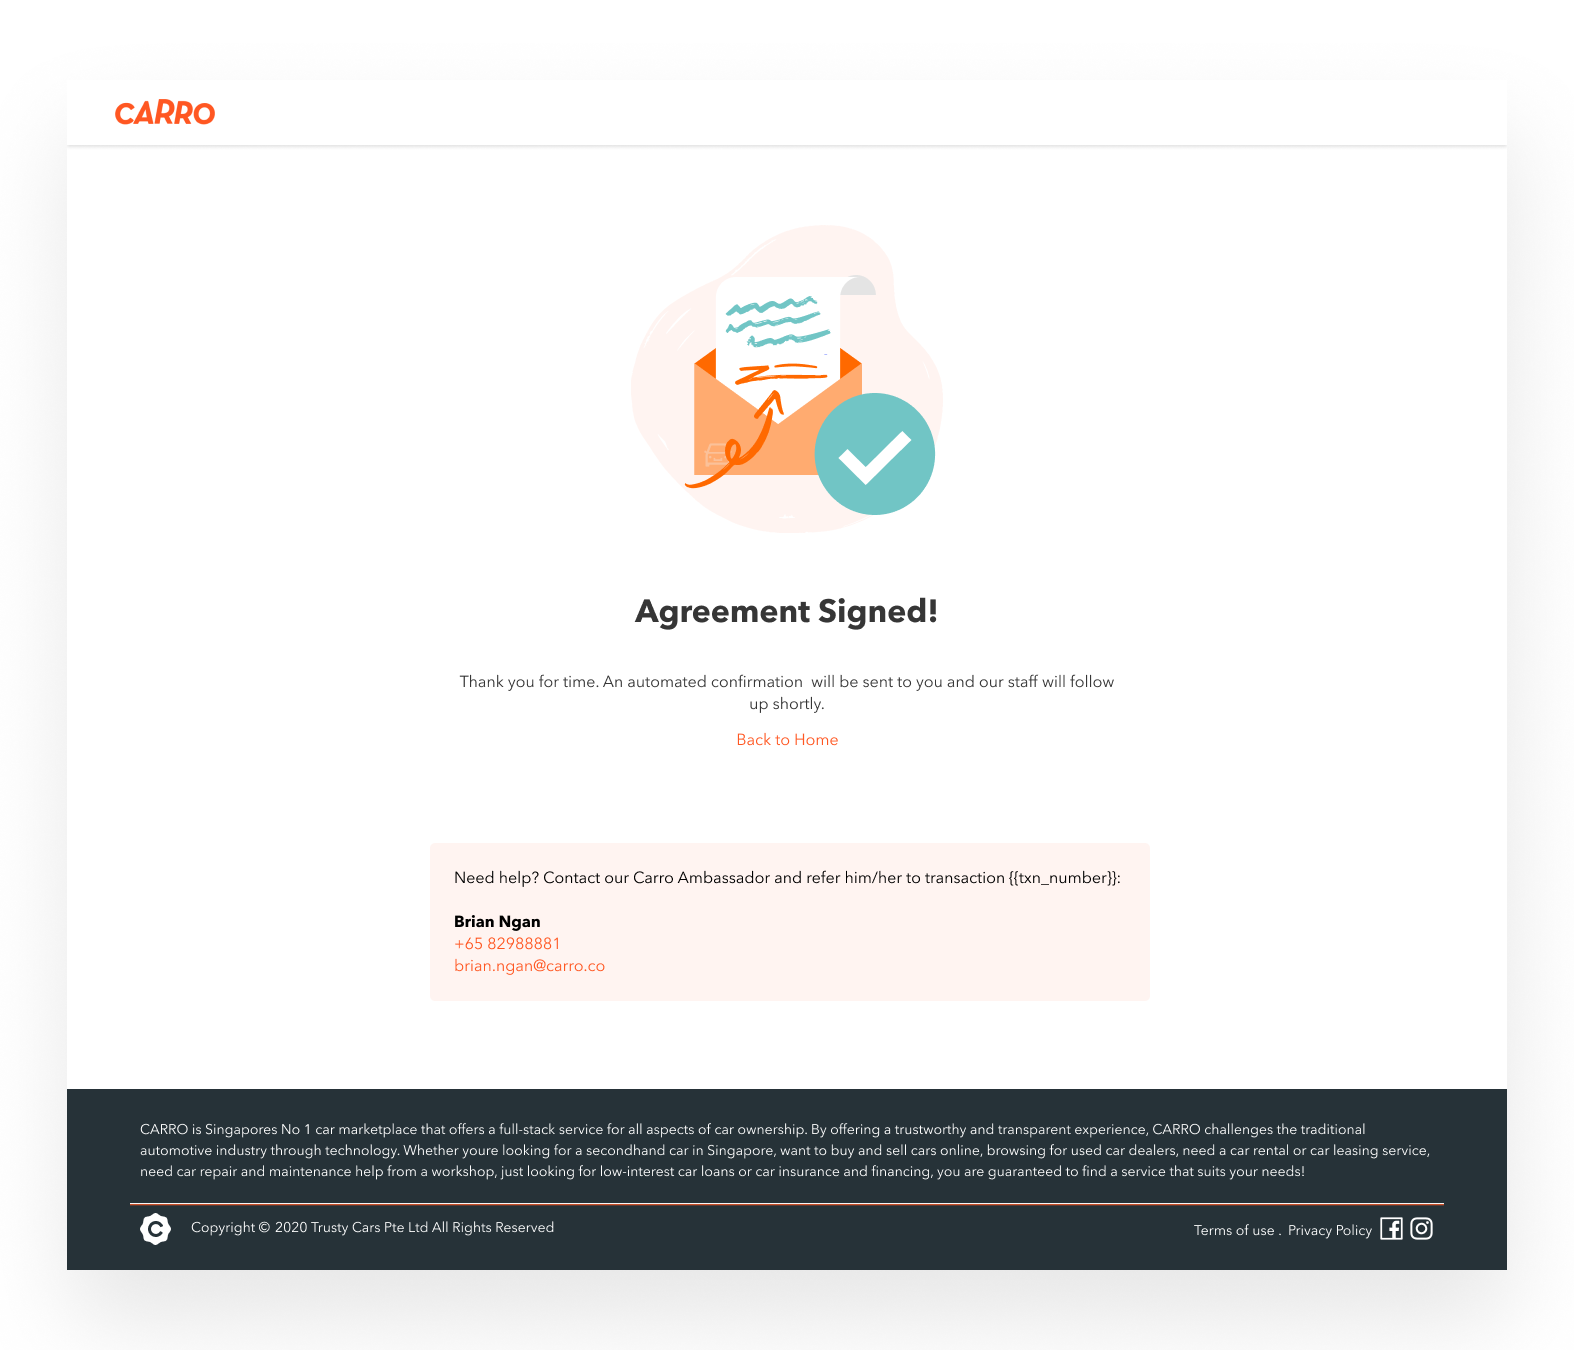 CARRO
Agreement Signed!
Thank you for time. An automated confirmation  will be sent to you and our staff will follow
up shortly.
Back to Home
Need help? Contact our Carro Ambassador and refer him/her to transaction {{txn_number}}:
Brian Ngan
+65 82988881
brian.ngan@carro.co
CARRO is Singapores No 1 car marketplace that offers a full-stack service for all aspects of car ownership. By offering a trustworthy and transparent experience, CARRO challenges the traditional
automotive industry through technology. Whether youre looking for a secondhand car in Singapore, want to buy and sell cars online, browsing for used car dealers, need a car rental or car leasing service,
need car repair and maintenance help from a workshop, just looking for low-interest car loans or car insurance and financing, you are guaranteed to find a service that suits your needs!
C Copyright © 2020 Trusty Cars Pte Ltd All Rights Reserved
Terms of use . Privacy Policy